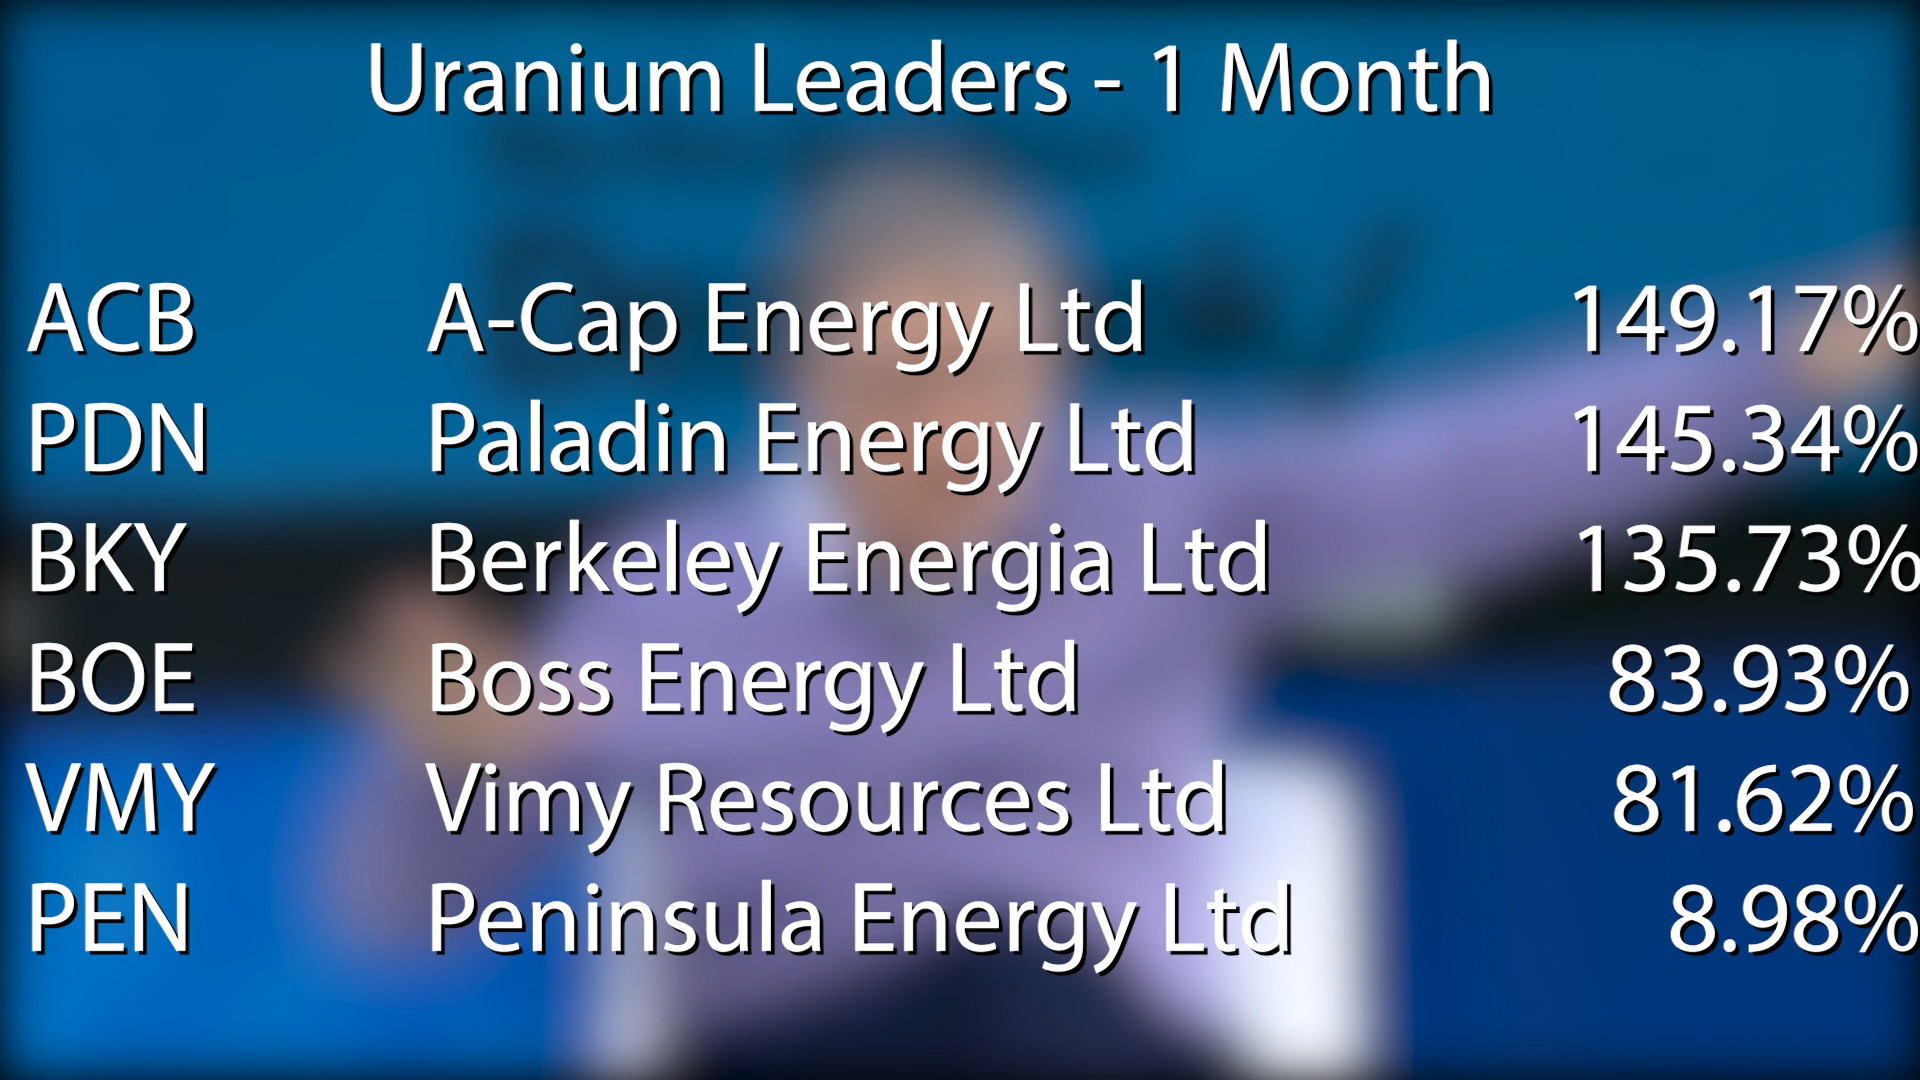 Uranium Leaders - 1 Month
ACB A-Cap Energy Ltd 149.17%
PDN Paladin Energy Ltd 145.34%
BKY Berkeley Energia Ltd 135.73%
BOE Boss Energy Ltd 83.93%
VMY Vimy Resources Ltd 81.62%
PEN Peninsula Energy Ltd 8.98%